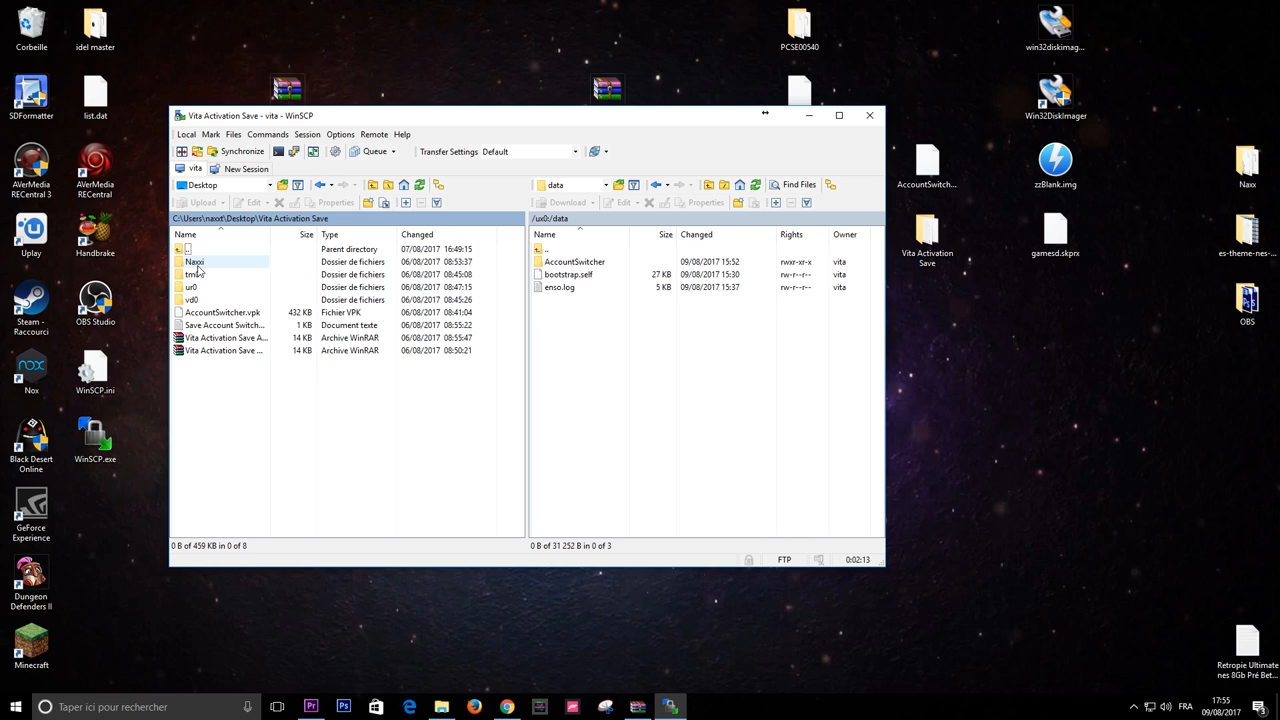 Corbeille
idel master
PCSE00540
win32diskimag...
SDFormatter
list.dat
Win32DiskImager
Vita Activation Save - vita - WinSCP
Local Mark Files Commands Session Options Remote Help
Synchronize Queue Transfer Settings Default
vita New Session
Desktop
data Find Files
Upload Edit Properties
Download Edit Properties
C:\Users\naxxt\Desktop\Vita Activation Save
/ux0:/data
Name Size Type Changed
Name Size Changed Rights Owner
.. Parent directory 07/08/2017 16:49:15
Naxxi Dossier de fichiers 06/08/2017 08:53:37
Dossier de fichiers 06/08/2017 08:45:08
ur0 Dossier de fichiers 06/08/2017 08:47:15
vd0 Dossier de fichiers 06/08/2017 08:45:26
AccountSwitcher.vpk 432 KB Fichier VPK 06/08/2017 08:41:04
Save Account Switch... 1 KB Document texte 06/08/2017 08:55:22
Vita Activation Save A... 14 KB Archive WinRAR 06/08/2017 08:55:47
Vita Activation Save ... 14 KB Archive WinRAR 06/08/2017 08:50:21
..
AccountSwitcher 09/08/2017 15:52 rwxr-xr-x vita
bootstrap.self 27 KB 09/08/2017 15:30 rw-r--r-- vita
enso.log 5 KB 09/08/2017 15:37 rw-r--r-- vita
0 B of 459 KB in 0 of 8
0 B of 31 252 B in 0 of 3
FTP 0:02:13
AVerMedia
RECentral 3
AVerMedia
RECentral
AccountSwitch...
zzBlank.img
Naxx
Uplay
Handbrake
Vita Activation
Save
gamesd.skprx
es-theme-nes-...
Steam -
Raccourci
OBS Studio
OBS
Nox
WinSCP.ini
Black Desert
Online
WinSCP.exe
GeForce
Experience
Dungeon
Defenders II
Minecraft
Retropie Ultimate
nes 8Gb Pré Bet...
Taper ici pour rechercher
FRA
17:55
09/08/2017
3